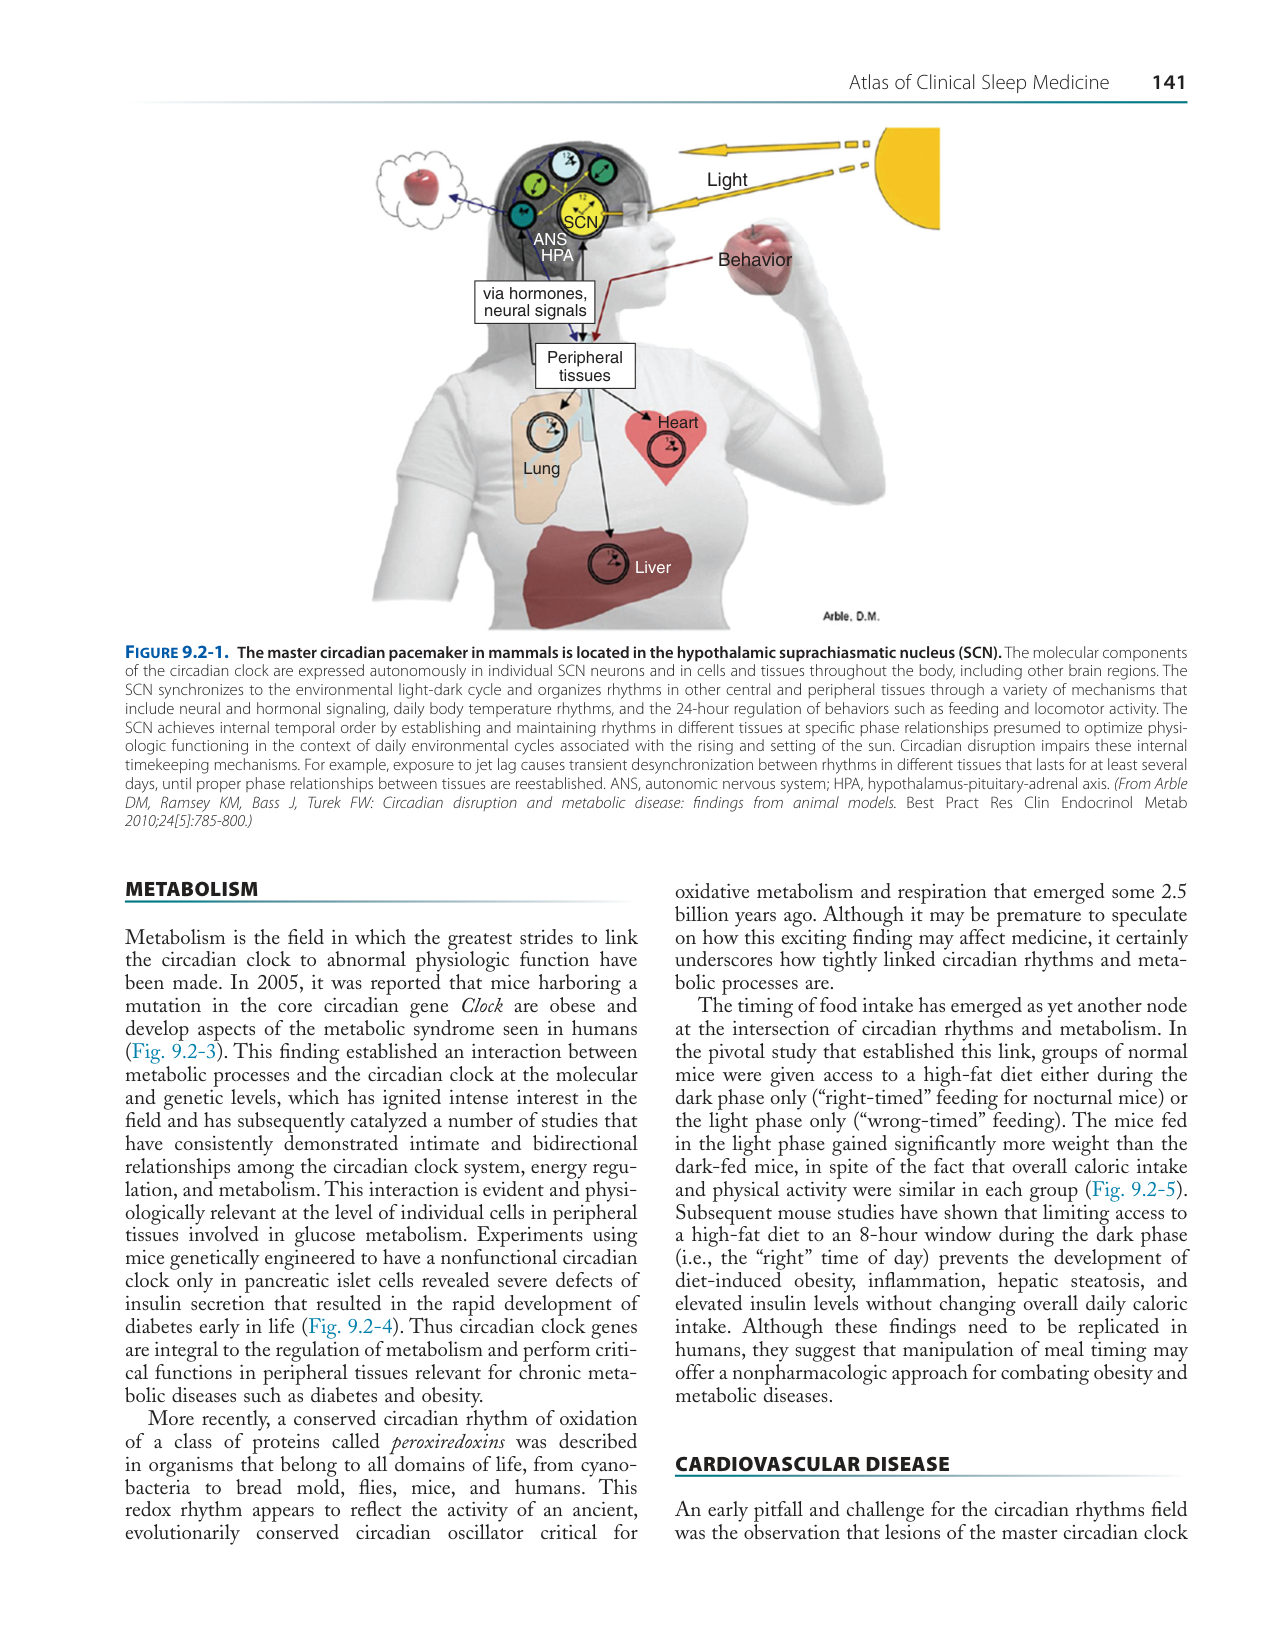 Atlas of Clinical Sleep Medicine 141
Light
SCN
ANS
HPA
Behavior
via hormones,
neural signals
Peripheral
tissues
Heart
Lung
Liver
Arble, D.M.
FIGURE 9.2-1. The master circadian pacemaker in mammals is located in the hypothalamic suprachiasmatic nucleus (SCN). The molecular components
of the circadian clock are expressed autonomously in individual SCN neurons and in cells and tissues throughout the body, including other brain regions. The
SCN synchronizes to the environmental light-dark cycle and organizes rhythms in other central and peripheral tissues through a variety of mechanisms that
include neural and hormonal signaling, daily body temperature rhythms, and the 24-hour regulation of behaviors such as feeding and locomotor activity. The
SCN achieves internal temporal order by establishing and maintaining rhythms in different tissues at specific phase relationships presumed to optimize physi-
ologic functioning in the context of daily environmental cycles associated with the rising and setting of the sun. Circadian disruption impairs these internal
timekeeping mechanisms. For example, exposure to jet lag causes transient desynchronization between rhythms in different tissues that lasts for at least several
days, until proper phase relationships between tissues are reestablished. ANS, autonomic nervous system; HPA, hypothalamus-pituitary-adrenal axis. (From Arble
DM, Ramsey KM, Bass J, Turek FW: Circadian disruption and metabolic disease: findings from animal models. Best Pract Res Clin Endocrinol Metab
2010;24[5]:785-800.)
METABOLISM
Metabolism is the field in which the greatest strides to link
the circadian clock to abnormal physiologic function have
been made. In 2005, it was reported that mice harboring a
mutation in the core circadian gene Clock are obese and
develop aspects of the metabolic syndrome seen in humans
(Fig. 9.2-3). This finding established an interaction between
metabolic processes and the circadian clock at the molecular
and genetic levels, which has ignited intense interest in the
field and has subsequently catalyzed a number of studies that
have consistently demonstrated intimate and bidirectional
relationships among the circadian clock system, energy regu-
lation, and metabolism. This interaction is evident and physi-
ologically relevant at the level of individual cells in peripheral
tissues involved in glucose metabolism. Experiments using
mice genetically engineered to have a nonfunctional circadian
clock only in pancreatic islet cells revealed severe defects of
insulin secretion that resulted in the rapid development of
diabetes early in life (Fig. 9.2-4). Thus circadian clock genes
are integral to the regulation of metabolism and perform criti-
cal functions in peripheral tissues relevant for chronic meta-
bolic diseases such as diabetes and obesity.
More recently, a conserved circadian rhythm of oxidation
of a class of proteins called peroxiredoxins was described
in organisms that belong to all domains of life, from cyano-
bacteria to bread mold, flies, mice, and humans. This
redox rhythm appears to reflect the activity of an ancient,
evolutionarily conserved circadian oscillator critical for
oxidative metabolism and respiration that emerged some 2.5
billion years ago. Although it may be premature to speculate
on how this exciting finding may affect medicine, it certainly
underscores how tightly linked circadian rhythms and meta-
bolic processes are.
The timing of food intake has emerged as yet another node
at the intersection of circadian rhythms and metabolism. In
the pivotal study that established this link, groups of normal
mice were given access to a high-fat diet either during the
dark phase only (“right-timed” feeding for nocturnal mice) or
the light phase only (“wrong-timed” feeding). The mice fed
in the light phase gained significantly more weight than the
dark-fed mice, in spite of the fact that overall caloric intake
and physical activity were similar in each group (Fig. 9.2-5).
Subsequent mouse studies have shown that limiting access to
a high-fat diet to an 8-hour window during the dark phase
(i.e., the “right” time of day) prevents the development of
diet-induced obesity, inflammation, hepatic steatosis, and
elevated insulin levels without changing overall daily caloric
intake. Although these findings need to be replicated in
humans, they suggest that manipulation of meal timing may
offer a nonpharmacologic approach for combating obesity and
metabolic diseases.
CARDIOVASCULAR DISEASE
An early pitfall and challenge for the circadian rhythms field
was the observation that lesions of the master circadian clock